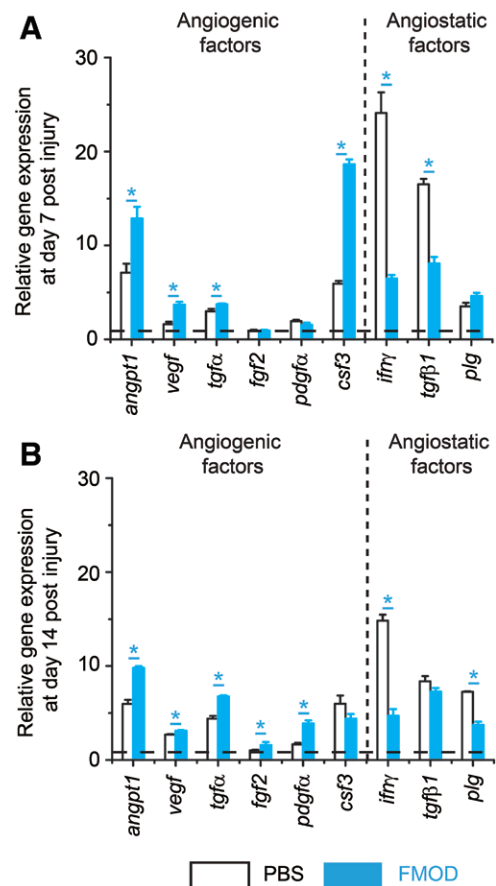 A
Angiogenic
factors
Angiostatic
factors
Relative gene expression
at day 7 post injury
30
20
10
0
*
*
*
*
*
*
angpt1
vegf
tgfα
fgf2
pdgfα
csf3
ifnγ
tgfβ1
plg
B
Angiogenic
factors
Angiostatic
factors
Relative gene expression
at day 14 post injury
30
20
10
0
*
*
*
*
*
*
*
angpt1
vegf
tgfα
fgf2
pdgfα
csf3
ifnγ
tgfβ1
plg
PBS
FMOD